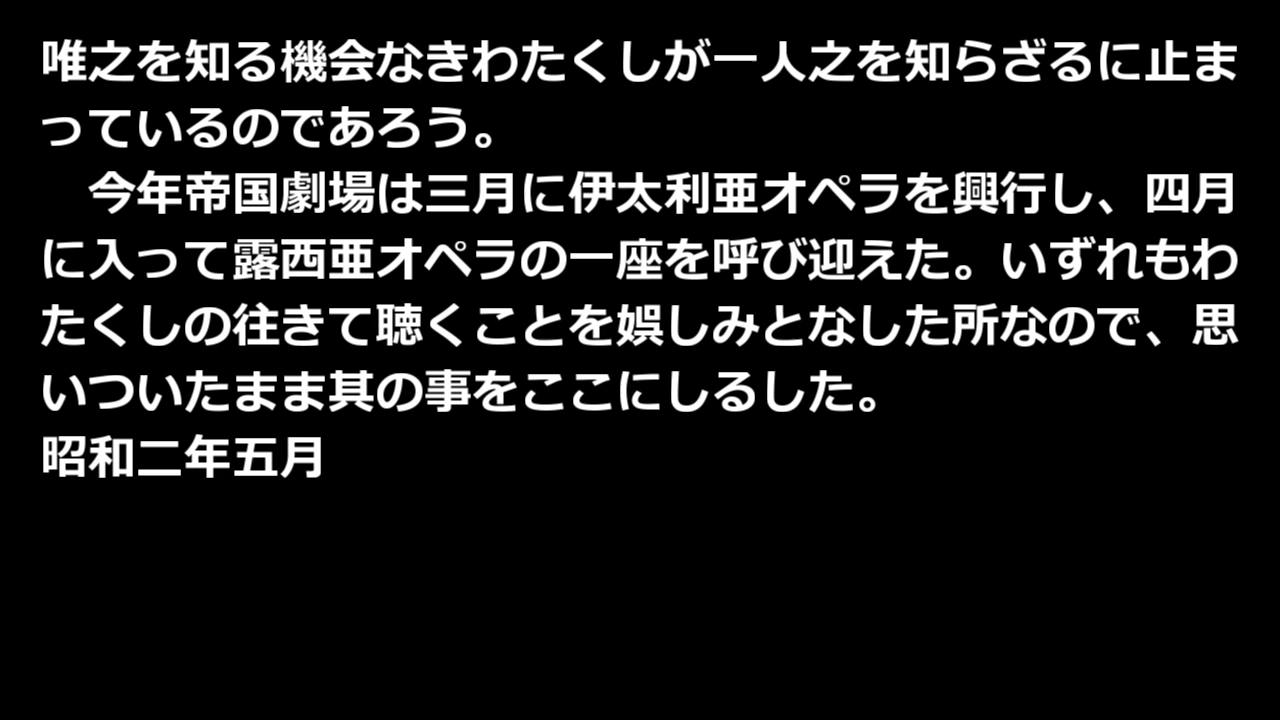 唯之を知る機会なきわたくしが一人之を知らざるに止ま
っているのであろう。
　今年帝国劇場は三月に伊太利亜オペラを興行し、四月
に入って露西亜オペラの一座を呼び迎えた。いずれもわ
たくしの往きて聴くことを娯しみとなした所なので、思
いついたまま其の事をここにしるした。
昭和二年五月